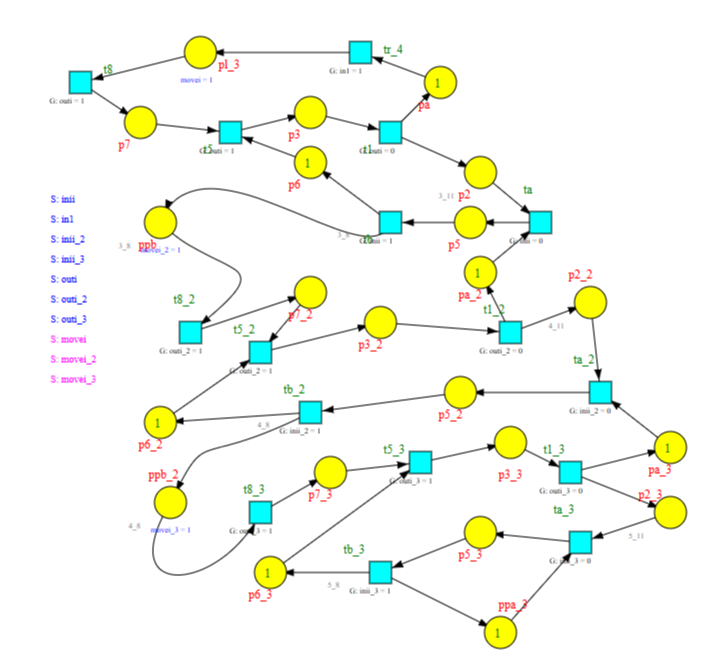 tr_4
t8
pl_3
G: in1 = 1
movei = 1
1
G: outi = 1
pa
p3
p7
t5
G: outi = 1
t1
G: outi = 0
1
p6
p2
ta
3_11
S: inii
S: in1
S: inii_2
S: inii_3
S: outi
S: outi_2
S: outi_3
S: movei
S: movei_2
S: movei_3
ppb
movei_2 = 1
3_8
3_8
tb
G: inii = 1
p5
G: inii = 0
1
pa_2
p2_2
t8_2
p7_2
t1_2
t5_2
4_11
G: outi_2 = 1
p3_2
G: outi_2 = 0
G: outi_2 = 1
ta_2
tb_2
p5_2
G: inii_2 = 0
1
p6_2
4_8
G: inii_2 = 1
1
pa_3
t5_3
p3_3
t1_3
ppb_2
1
t8_3
p7_3
G: outi_3 = 1
G: outi_3 = 0
p2_3
ta_3
4_8
movei_3 = 1
G: outi_3 = 1
5_11
tb_3
p5_3
G: inii_3 = 0
1
p6_3
5_8
G: inii_3 = 1
ppa_3
1